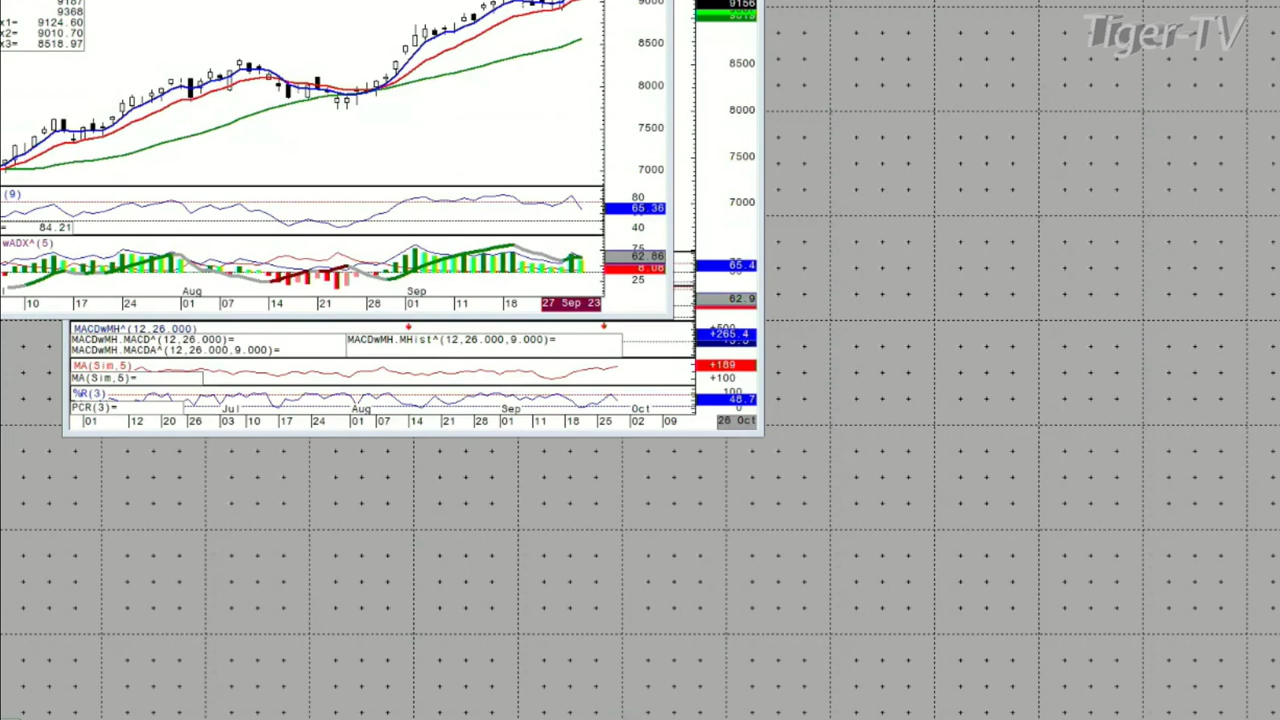 9187
9368
x1= 9124.60
x2= 9010.70
x3= 8518.97
9000
8500
8000
7500
7000
9156
9019
8500
8000
7500
7000
Tiger-TV
(9)
= 84.21
80
65.36
40
wADX^(5)
75
62.86
8.08
25
65.4
62.9
Aug
Sep
10
17
24
01
07
14
21
28
01
11
18
27 Sep 23
MACDwMH^(12,26.000)
MACDwMH.MACD^(12,26.000)=
MACDwMH.MACDA^(12,26.000,9.000)=
MACDwMH.MHist^(12,26.000,9.000)=
+500
+265.4
MA(Sim,5)
MA(Sim,5)=
+189
+100
%R(3)
PCR(3)=
100
48.7
0
Jul
Aug
Sep
Oct
01
12
20
26
03
10
17
24
01
07
14
21
28
01
11
18
25
02
09
26 Oct